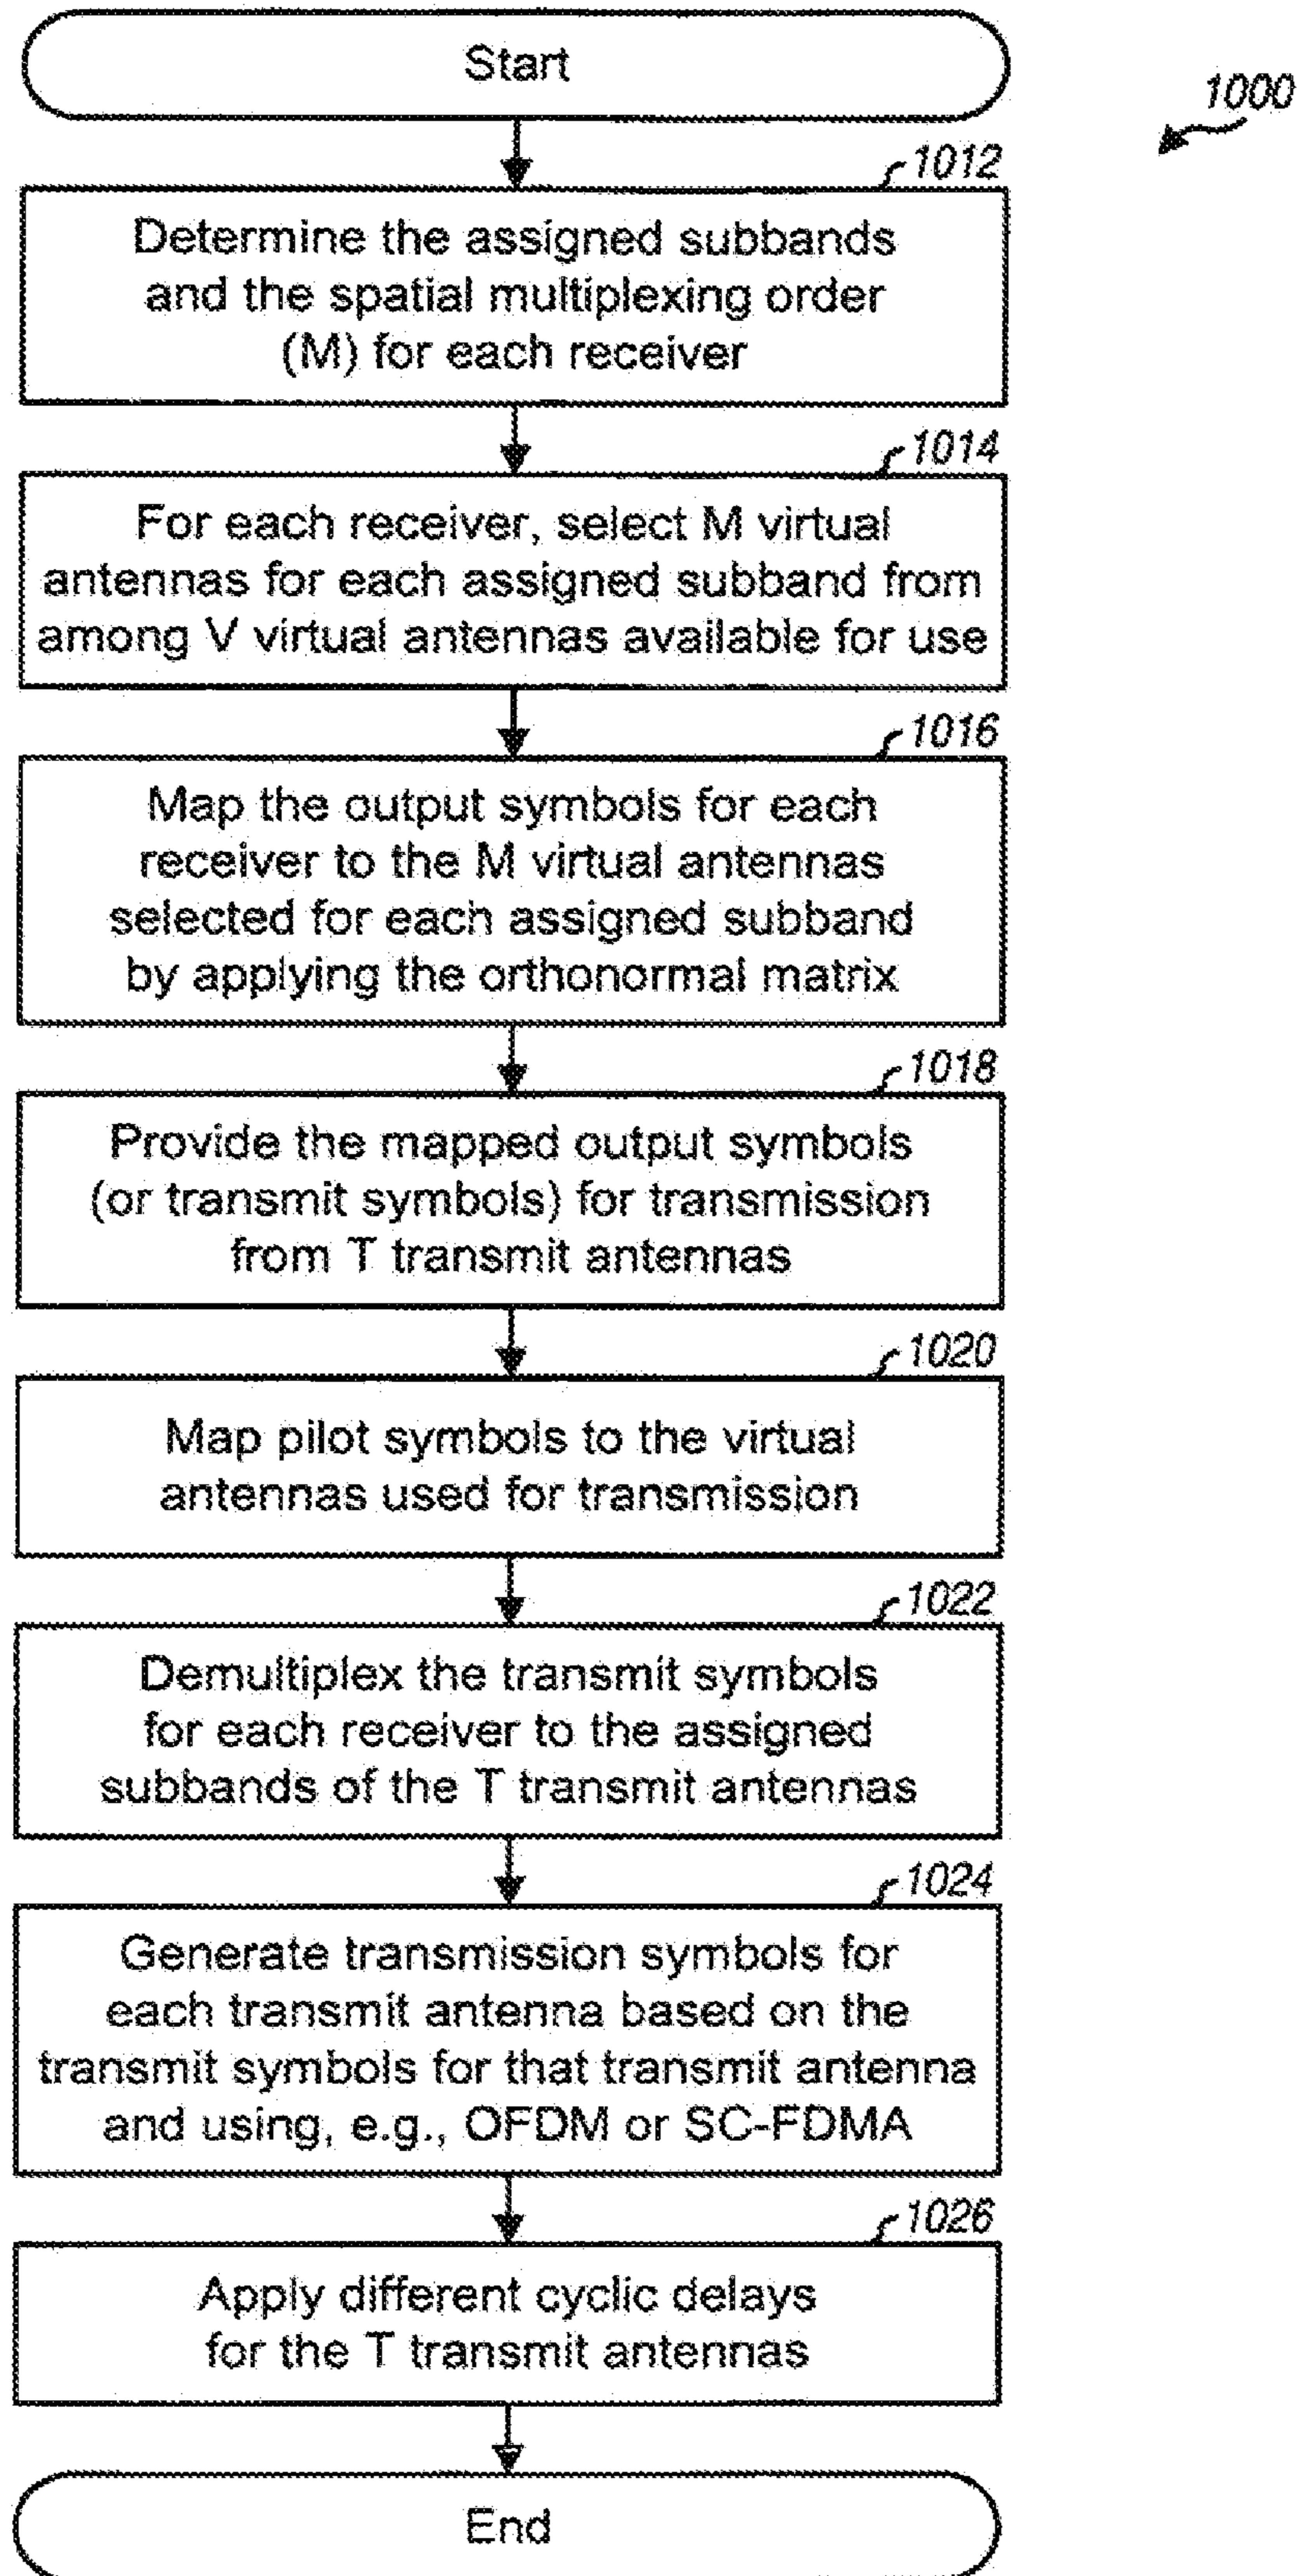 Start
1000
1012
Determine the assigned subbands
and the spatial multiplexing order
(M) for each receiver
1014
For each receiver, select M virtual
antennas for each assigned subband from
among V virtual antennas available for use
1016
Map the output symbols for each
receiver to the M virtual antennas
selected for each assigned subband
by applying the orthonormal matrix
1018
Provide the mapped output symbols
(or transmit symbols) for transmission
from T transmit antennas
1020
Map pilot symbols to the virtual
antennas used for transmission
1022
Demultiplex the transmit symbols
for each receiver to the assigned
subbands of the T transmit antennas
1024
Generate transmission symbols for
each transmit antenna based on the
transmit symbols for that transmit antenna
and using, e.g., OFDM or SC-FDMA
1026
Apply different cyclic delays
for the T transmit antennas
End